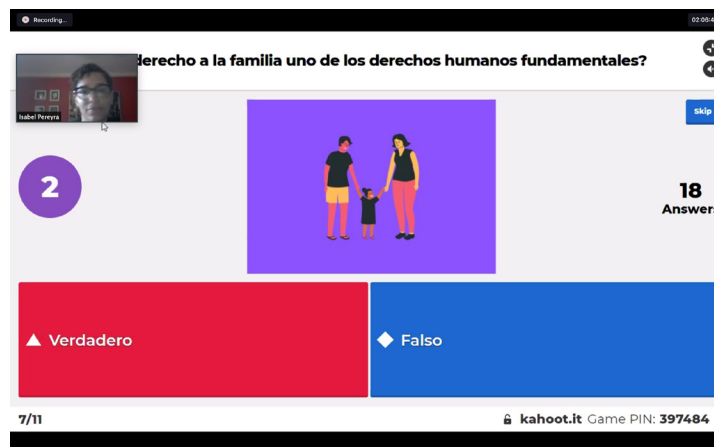 Recording...
02:06:4
derecho a la familia uno de los derechos humanos fundamentales?
Isabel Pereyra
Skip
2
18
Answers
Verdadero
Falso
7/11
kahoot.it Game PIN: 397484